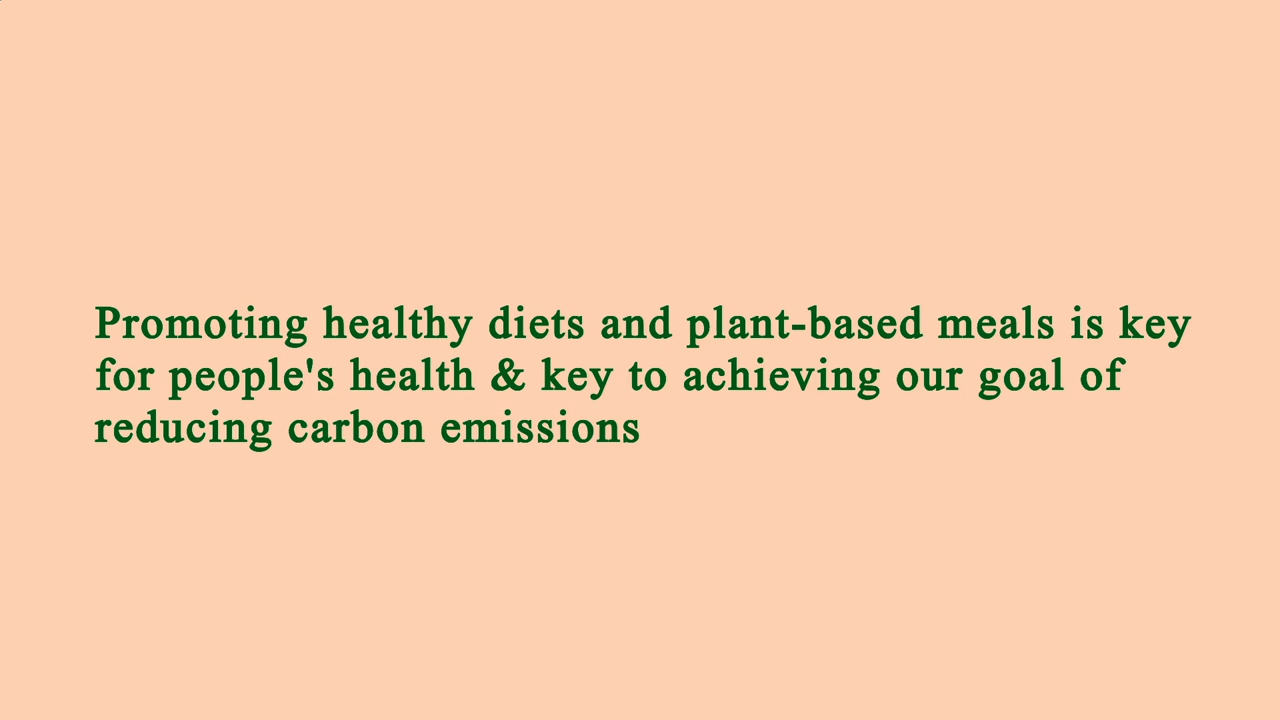 Promoting healthy diets and plant-based meals is key
for people's health & key to achieving our goal of
reducing carbon emissions